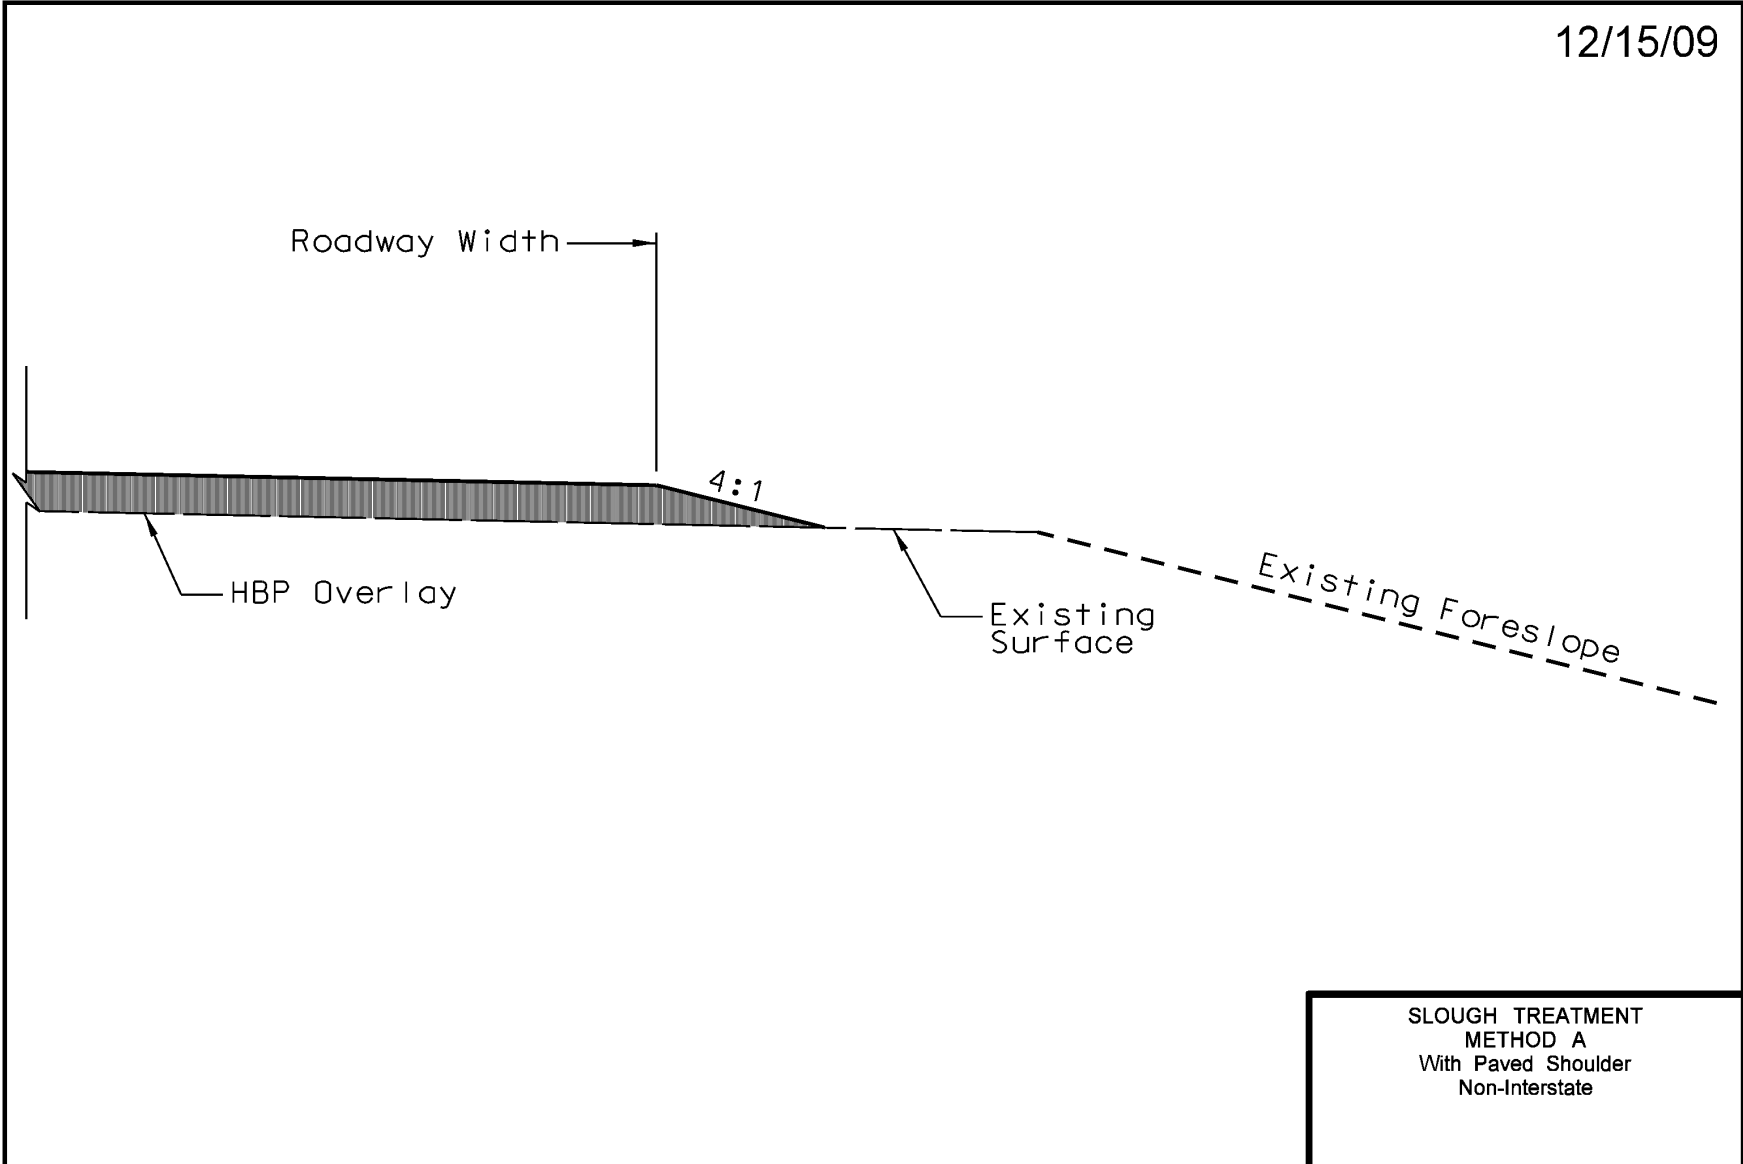 12/15/09
Roadway Width
4:1
HBP Overlay
Existing
Surface
Existing Foreslope
SLOUGH TREATMENT
METHOD A
With Paved Shoulder
Non-Interstate